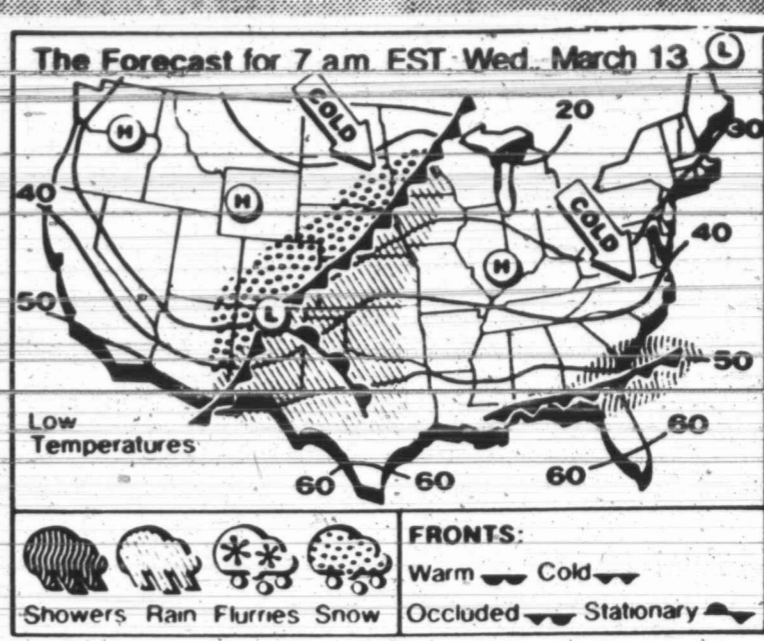 The Forecast for 7 a.m. EST Wed., March 13
L
COLD
20
H
30
40
H
COLD
40
H
50
L
50
Low
Temperatures
60
60
60
60
Showers Rain Flurries Snow
FRONTS:
Warm Cold
Occluded Stationary